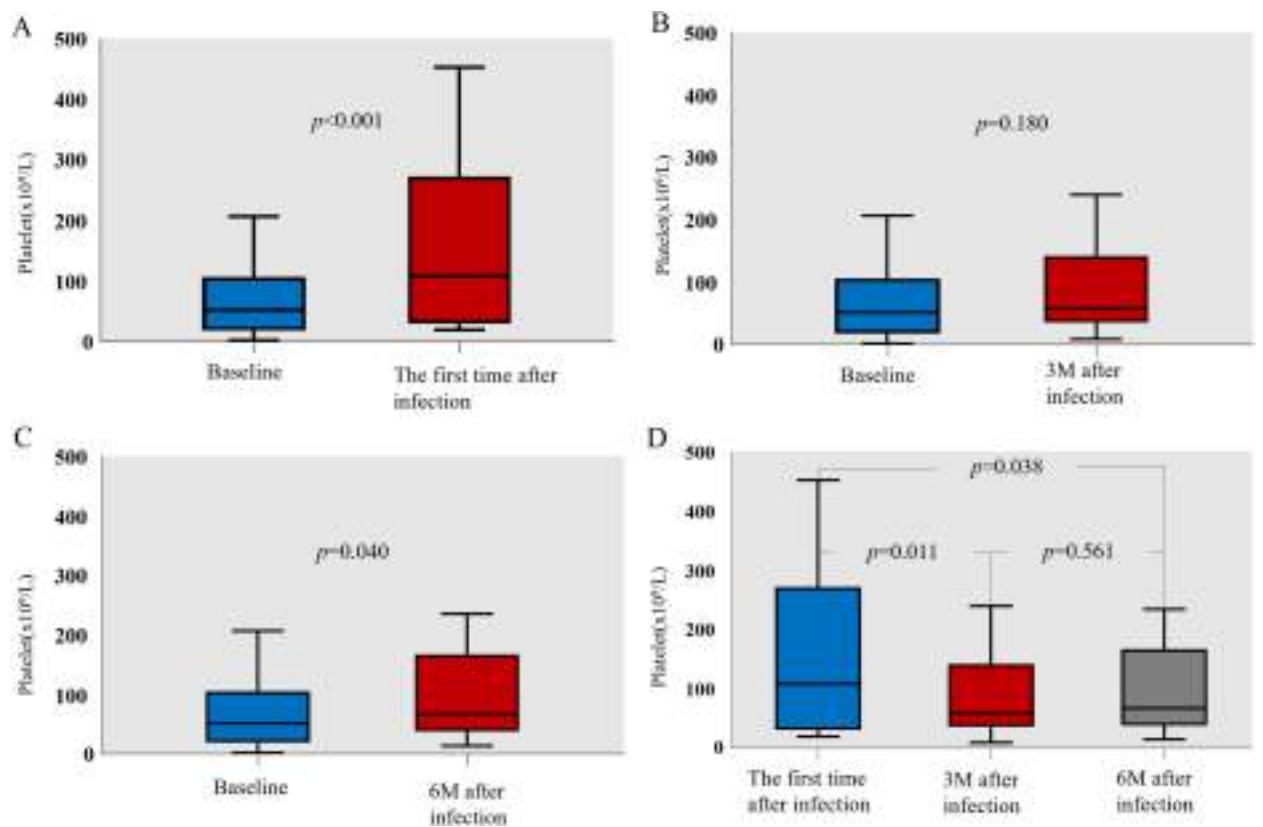 A
500
400
300
200
100
0
Platelet(x10⁹/L)
p<0.001
Baseline
The first time after
infection
B
500
400
300
200
100
0
Platelet(x10⁹/L)
p=0.180
Baseline
3M after
infection
C
500
400
300
200
100
0
Platelet(x10⁹/L)
p=0.040
Baseline
6M after
infection
D
500
400
300
200
100
0
Platelet(x10⁹/L)
p=0.038
p=0.011
p=0.561
The first time
after infection
3M after
infection
6M after
infection